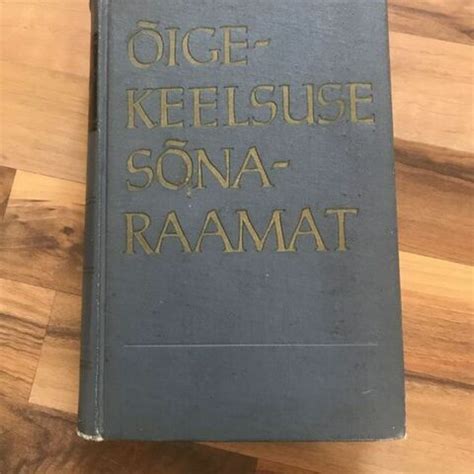 ÕIGE-
KEELSUSE
SÕNA-
RAAMAT